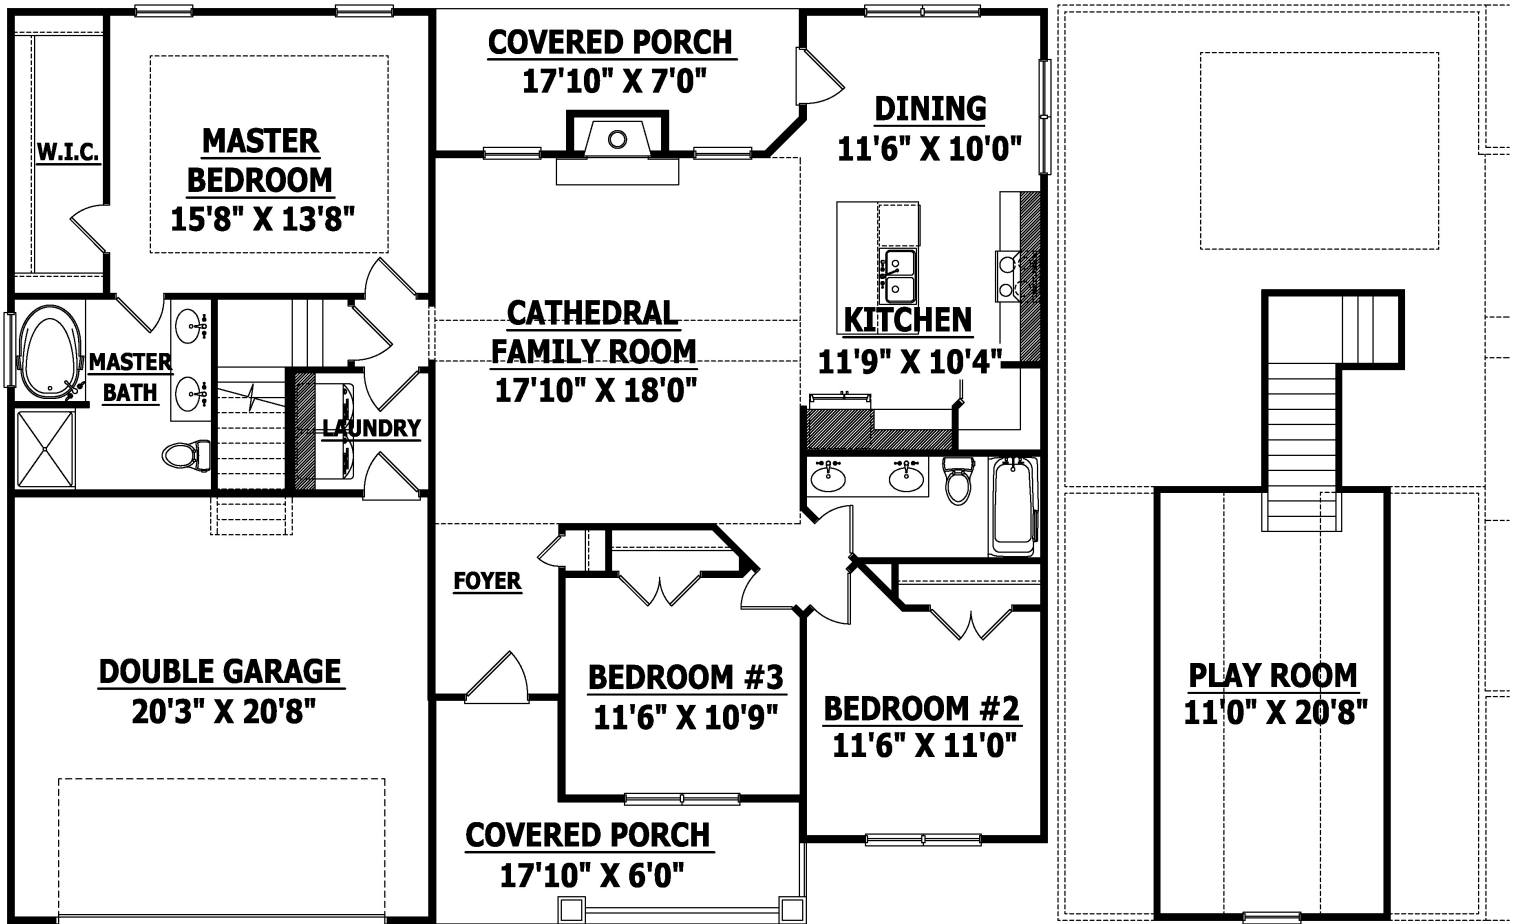 COVERED PORCH
17'10" X 7'0"
DINING
11'6" X 10'0"
W.I.C.
MASTER
BEDROOM
15'8" X 13'8"
CATHEDRAL
FAMILY ROOM
17'10" X 18'0"
KITCHEN
11'9" X 10'4"
MASTER
BATH
LAUNDRY
FOYER
DOUBLE GARAGE
20'3" X 20'8"
BEDROOM #3
11'6" X 10'9"
BEDROOM #2
11'6" X 11'0"
PLAY ROOM
11'0" X 20'8"
COVERED PORCH
17'10" X 6'0"